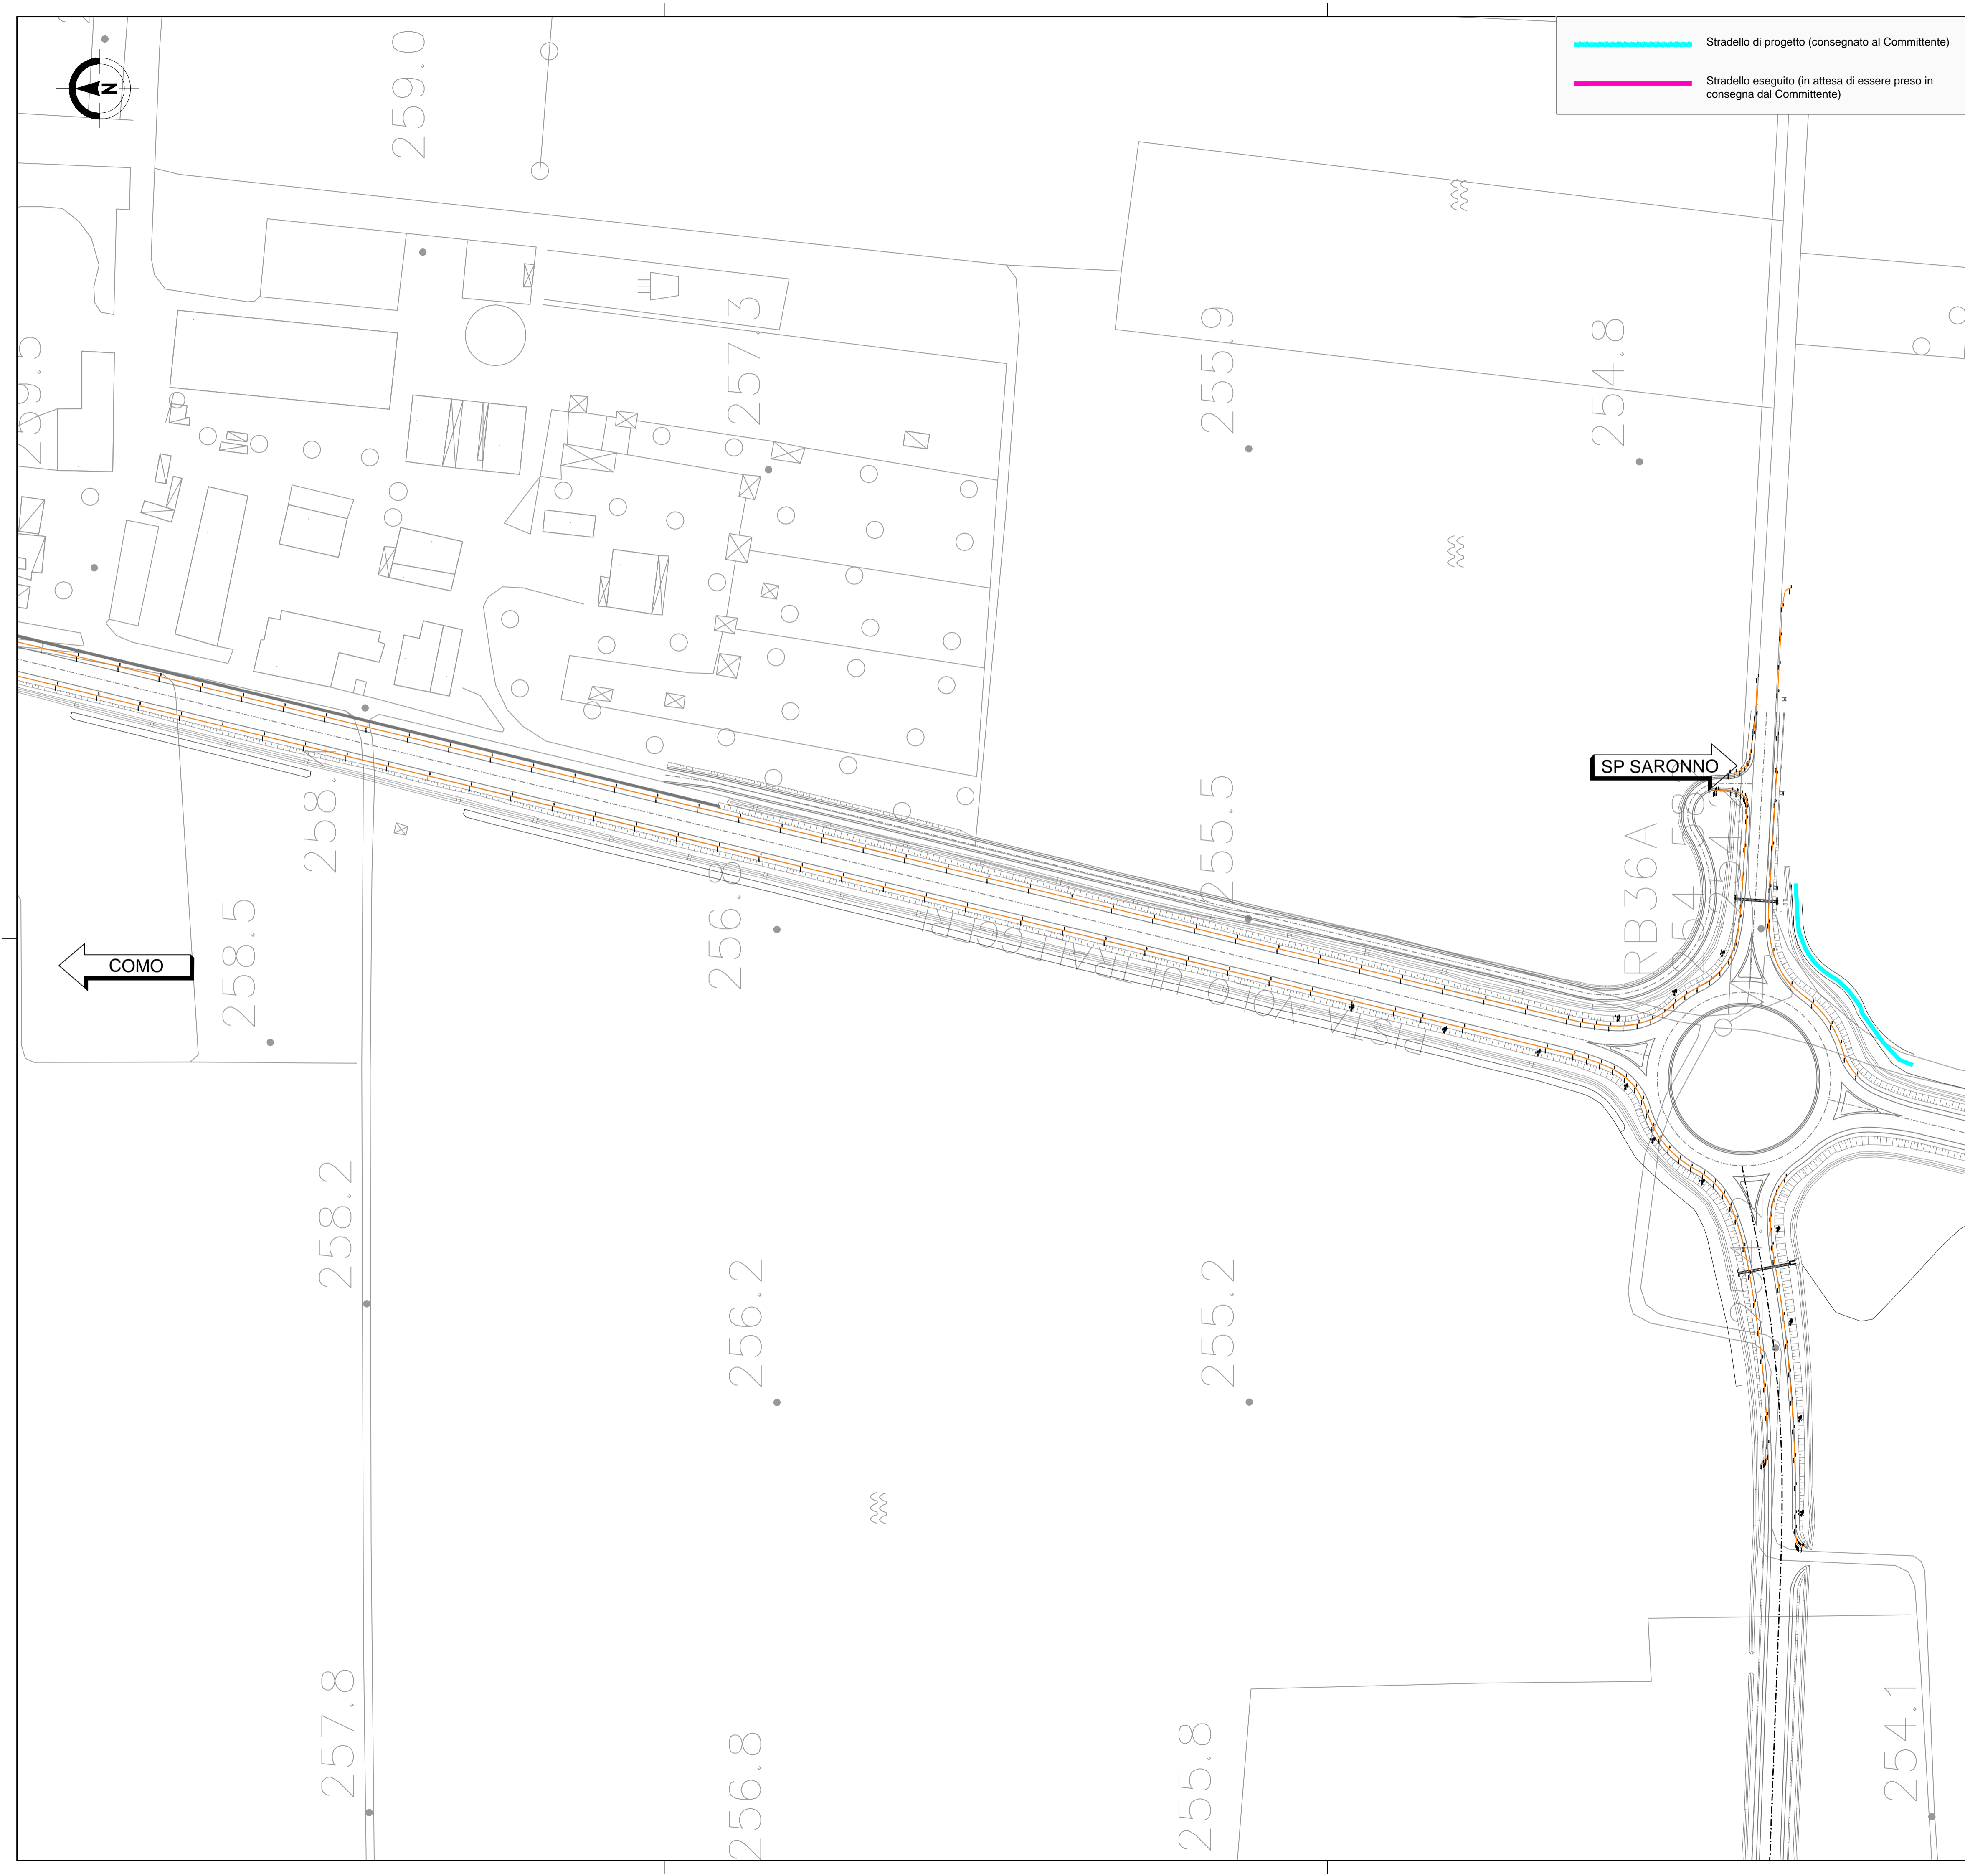 Stradello di progetto (consegnato al Committente)
Stradello eseguito (in attesa di essere preso in
consegna dal Committente)
N
259.0
257.3
255.9
254.8
SP SARONNO
258.5
COMO
256.8
255.5
PISTA VOLO ULTRALEGGERI
258.2
256.2
255.2
257.8
256.8
255.8
254.1